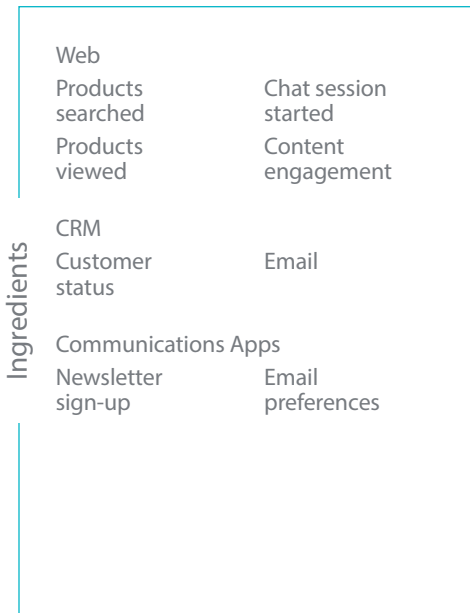 Ingredients
Web
Products
searched
Chat session
started
Products
viewed
Content
engagement
CRM
Customer
status
Email
Communications Apps
Newsletter
sign-up
Email
preferences